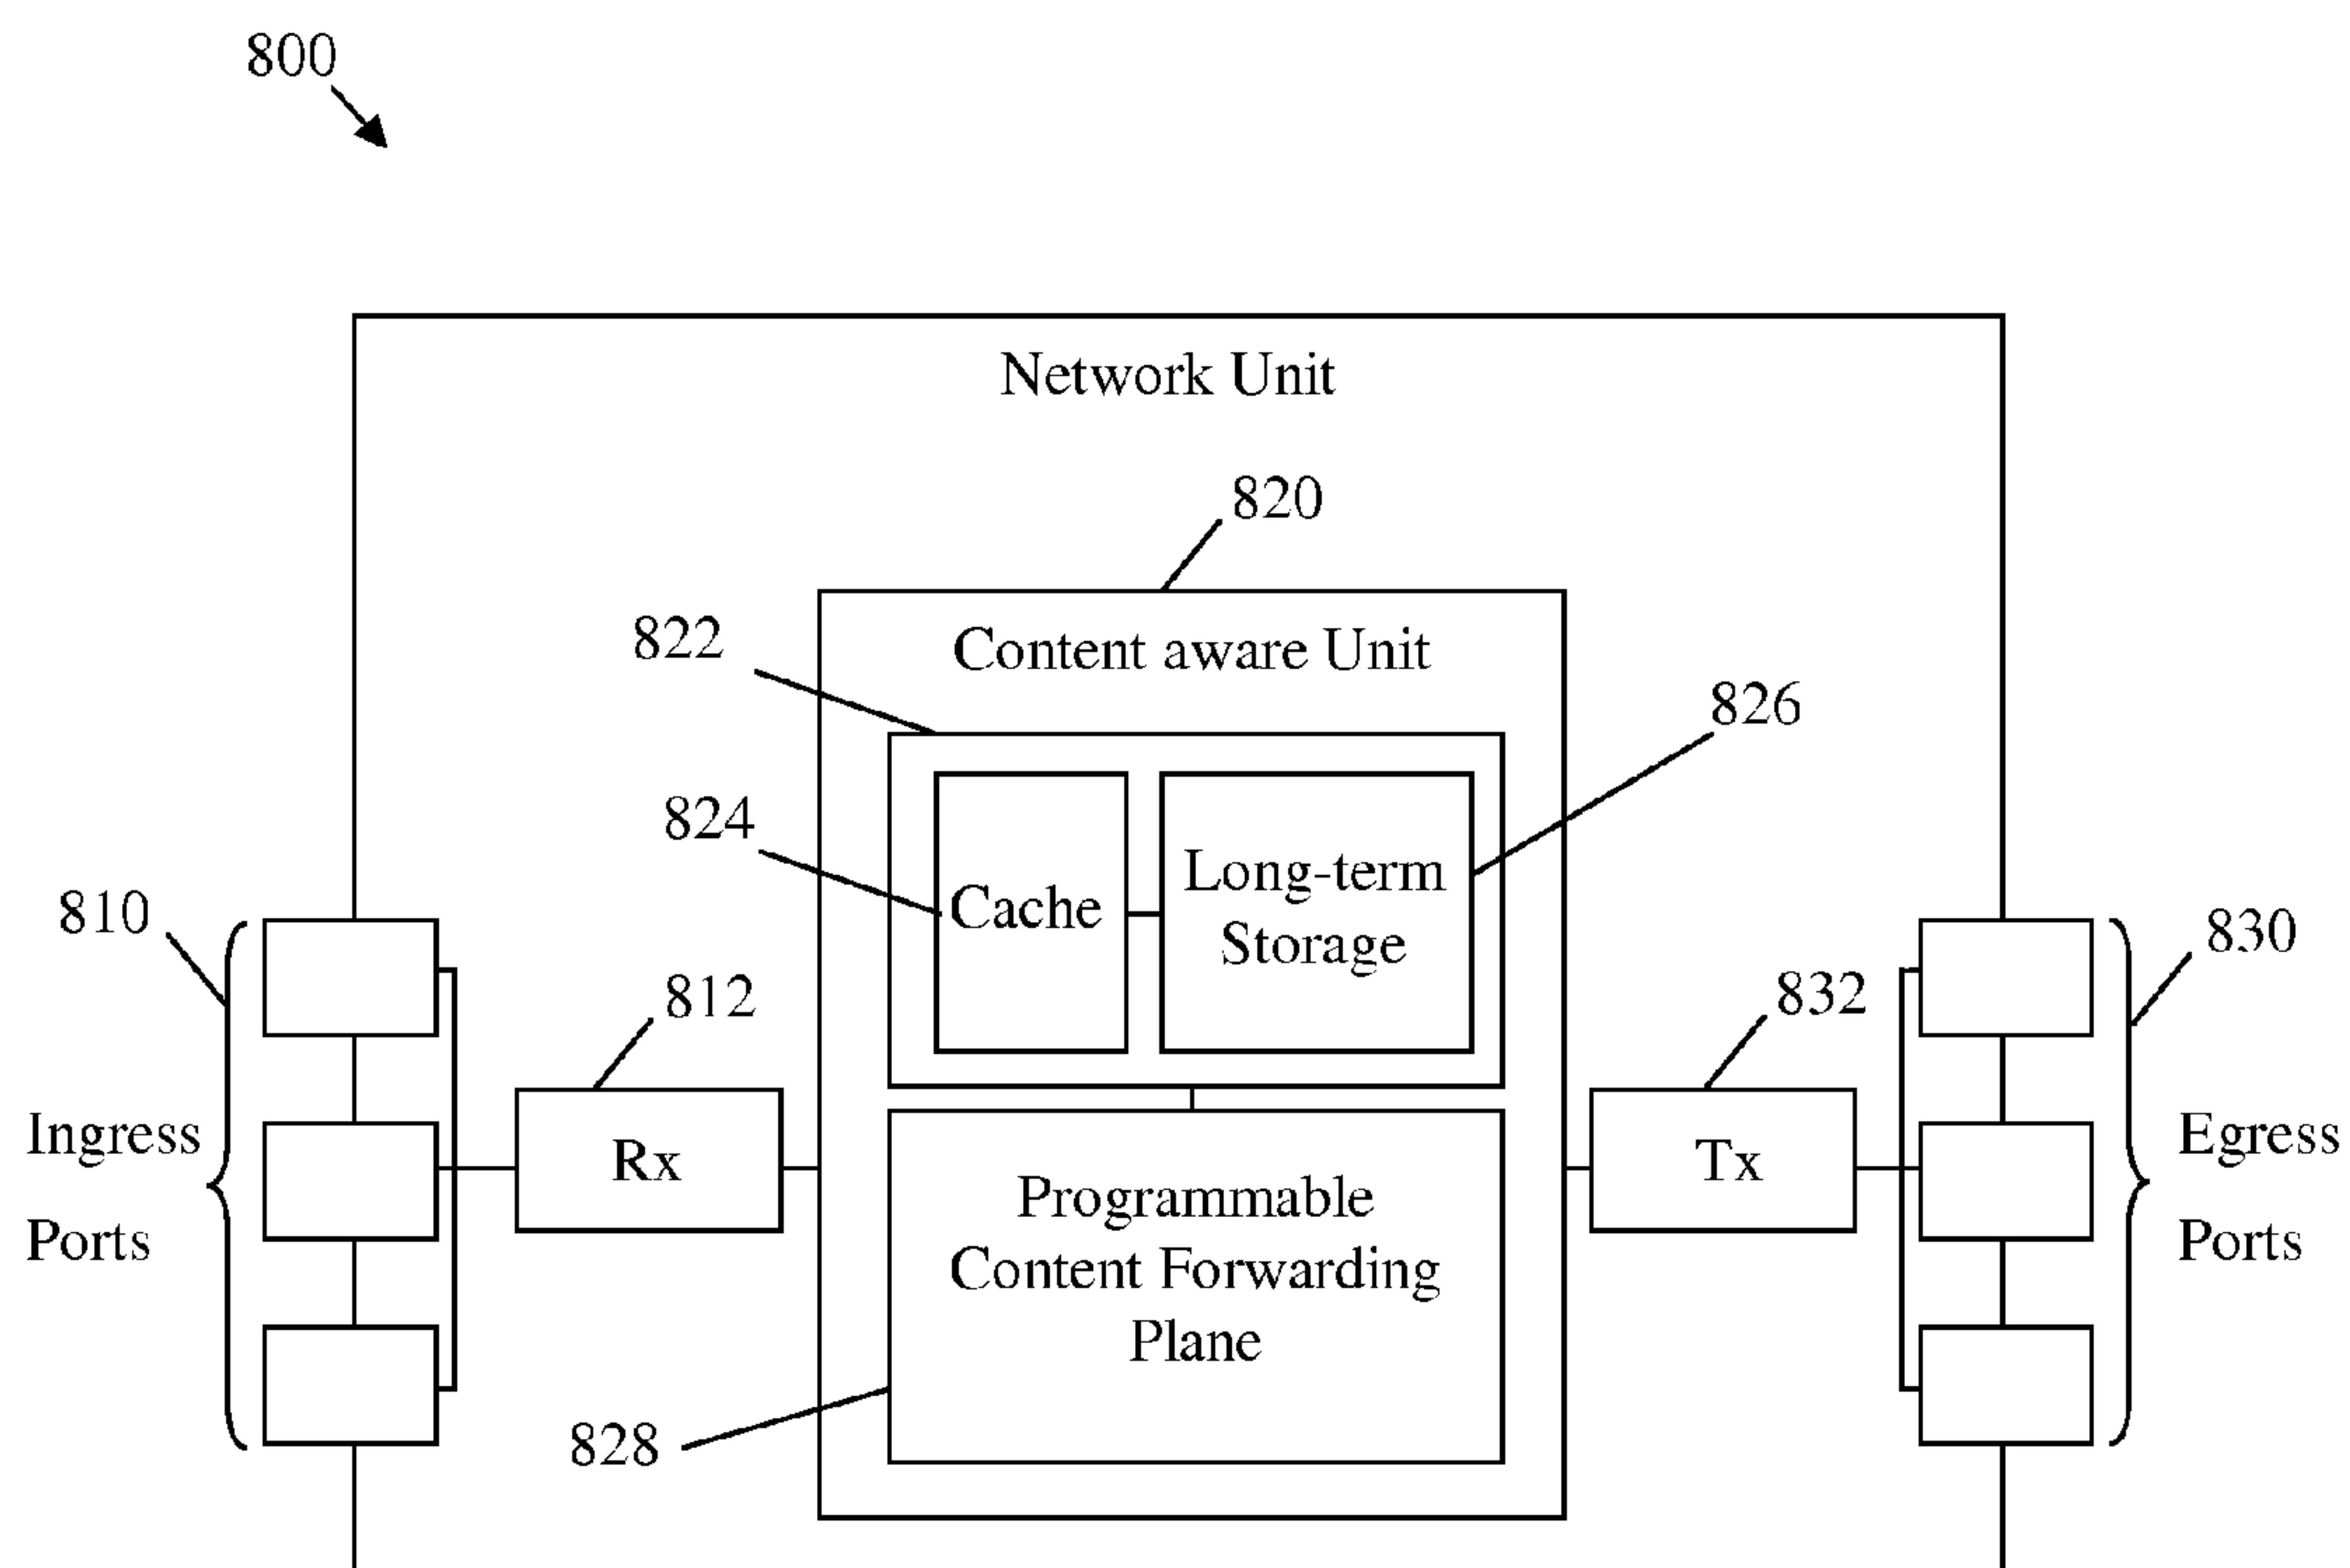 800
Network Unit
820
822
Content aware Unit
826
824
Long-term
Cache
Storage
810
830
812
832
Ingress
Ports
Rx
Tx
Egress
Ports
Programmable
Content Forwarding
Plane
828